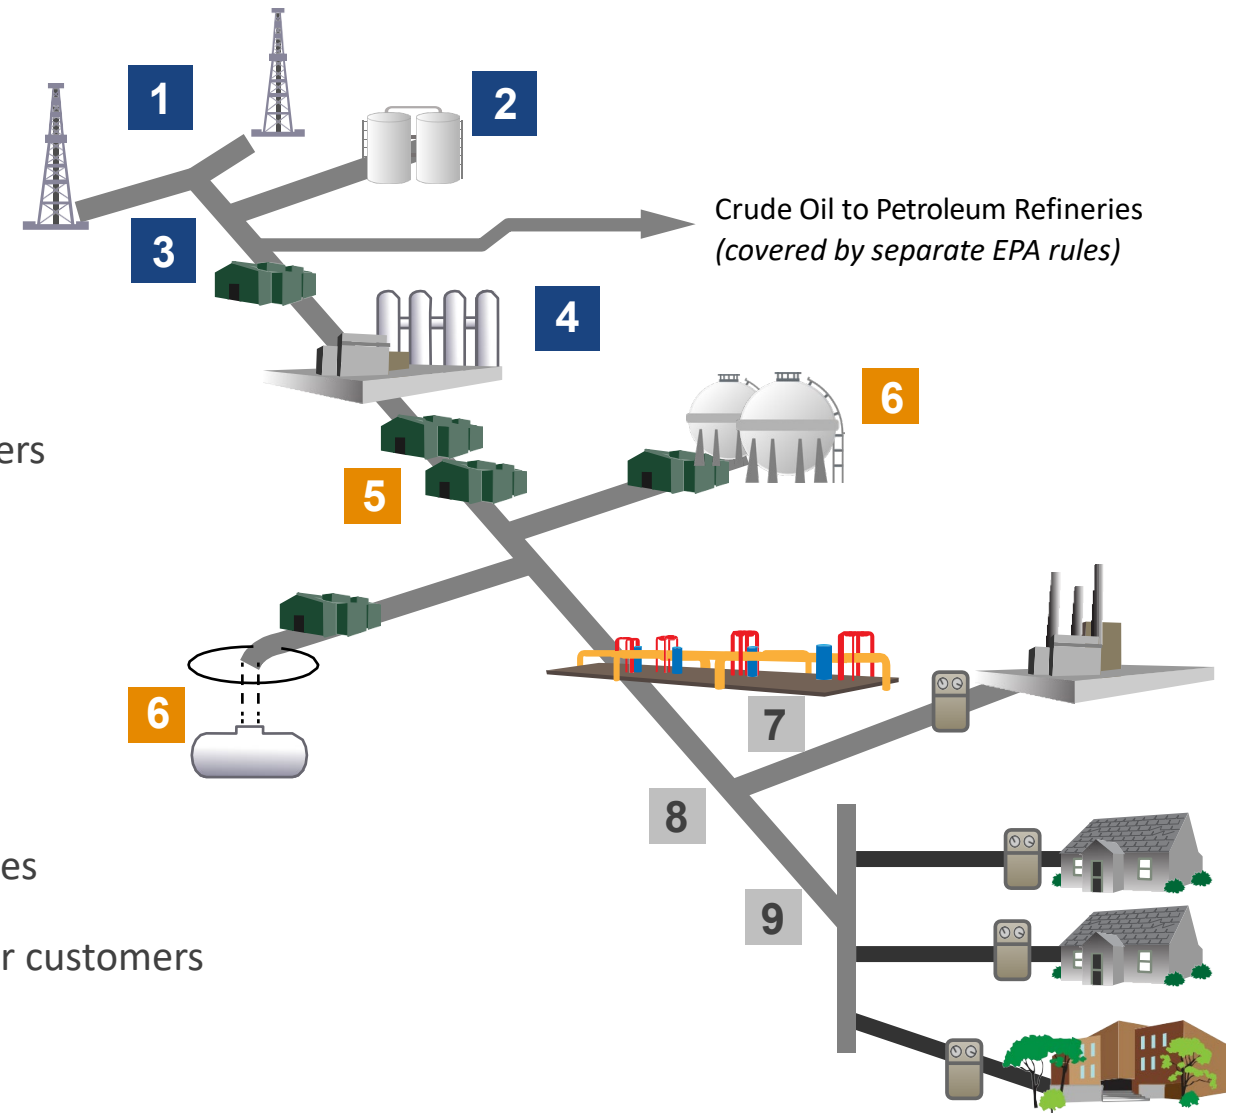 1
2
Crude Oil to Petroleum Refineries
(covered by separate EPA rules)
3
4
6
ers
5
6
7
8
es
9
r customers